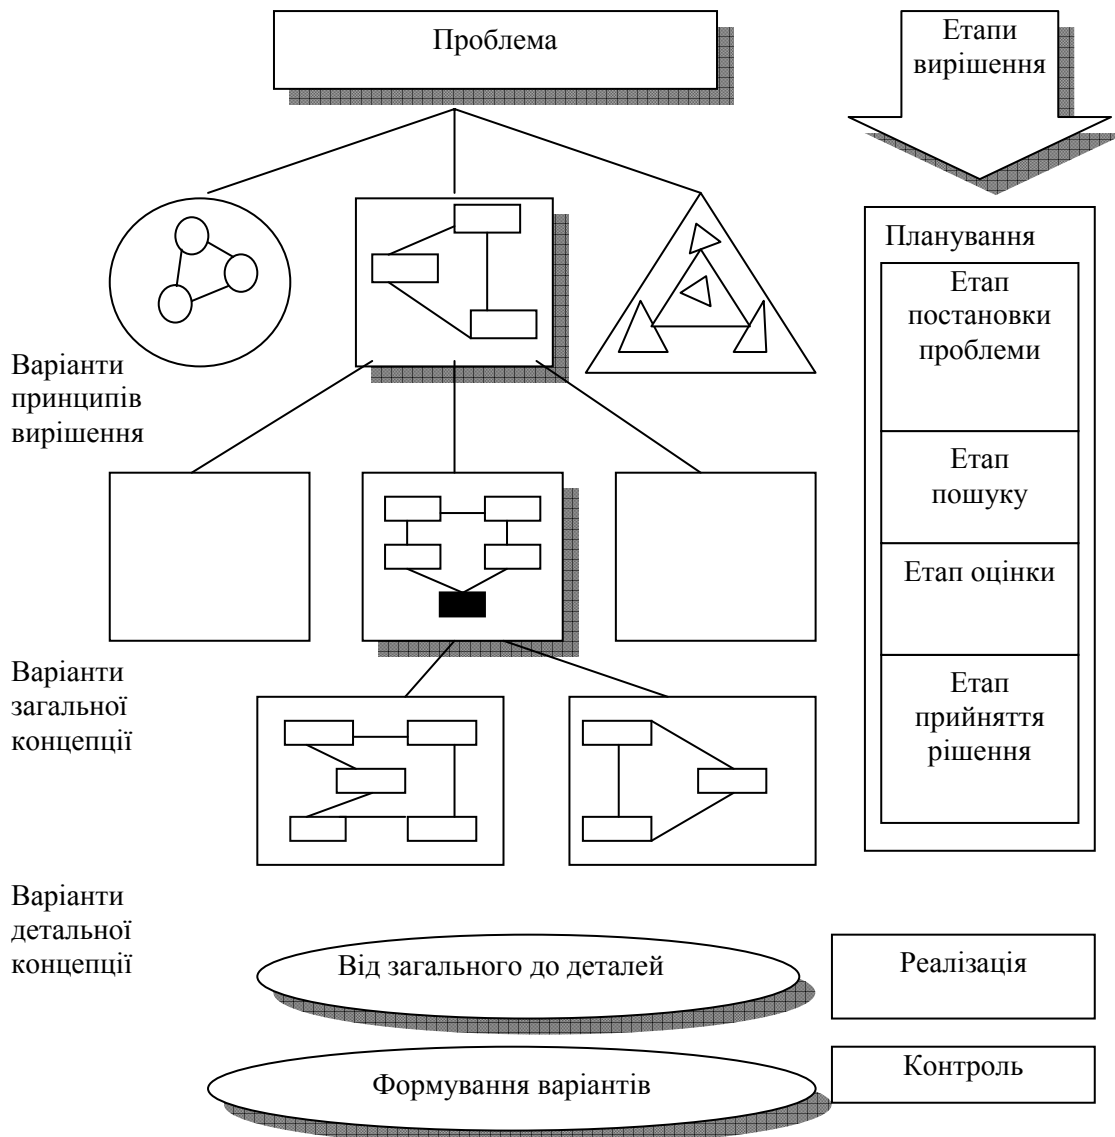 Проблема
Етапи
вирішення
Планування
Етап
постановки
проблеми
Варіанти
принципів
вирішення
Етап
пошуку
Етап оцінки
Варіанти
загальної
концепції
Етап
прийняття
рішення
Варіанти
детальної
концепції
Від загального до деталей
Реалізація
Формування варіантів
Контроль